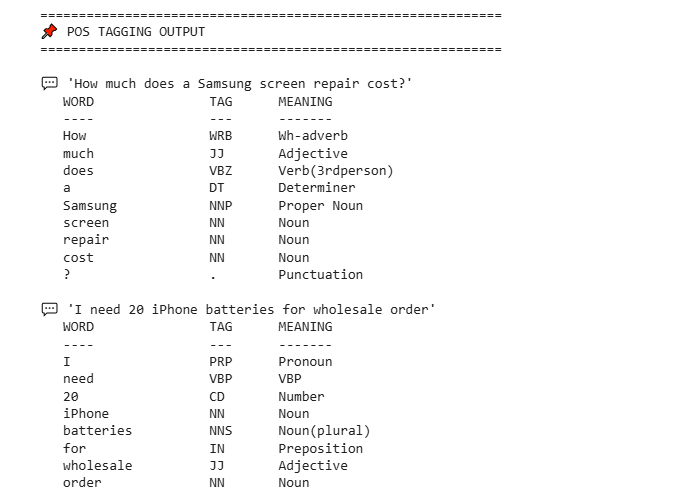 ============================================================
📌 POS TAGGING OUTPUT
============================================================
💬 'How much does a Samsung screen repair cost?'
WORD TAG MEANING
---- --- -------
How WRB Wh-adverb
much JJ Adjective
does VBZ Verb(3rdperson)
a DT Determiner
Samsung NNP Proper Noun
screen NN Noun
repair NN Noun
cost NN Noun
? . Punctuation
💬 'I need 20 iPhone batteries for wholesale order'
WORD TAG MEANING
---- --- -------
I PRP Pronoun
need VBP VBP
20 CD Number
iPhone NN Noun
batteries NNS Noun(plural)
for IN Preposition
wholesale JJ Adjective
order NN Noun